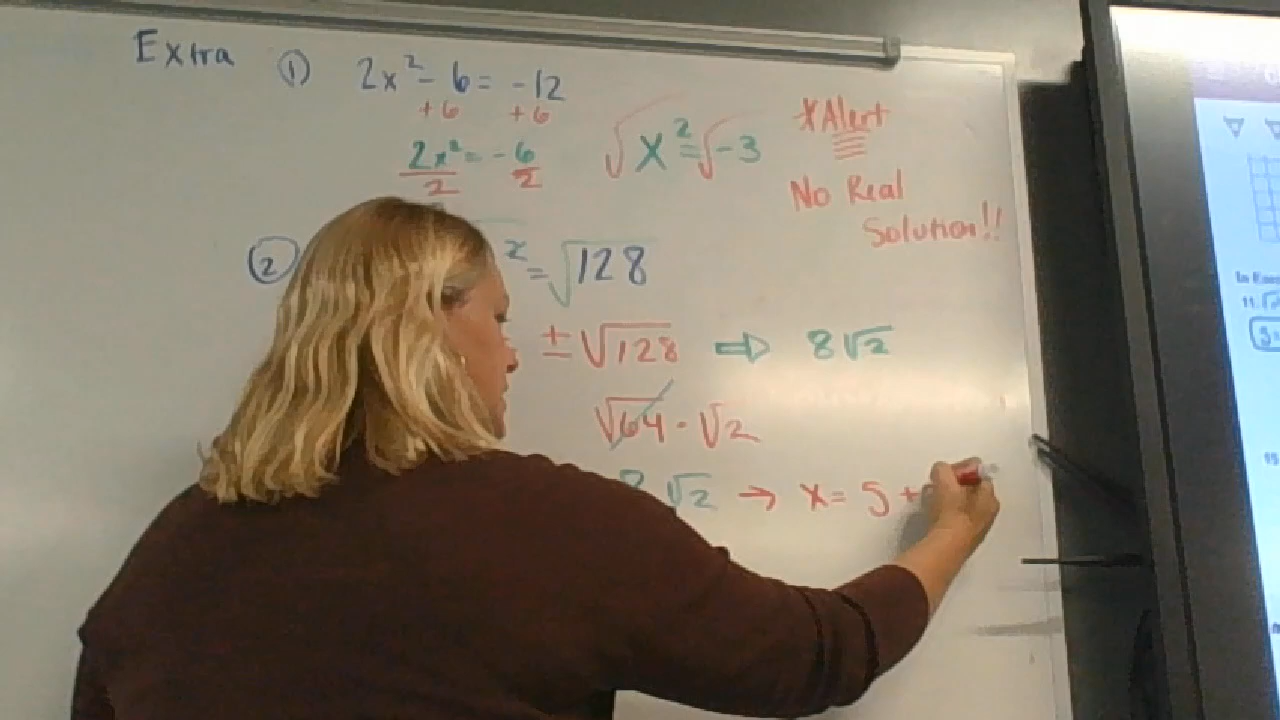 Extra ① 2x² - 6 = -12
+6 +6
2x² = -6
2 2
√x² = √-3
*Alert
No Real
Solution!!
② ² = √128
± √128 ⇨ 8√2
√64 · √2
8 √2 → x = 5 +